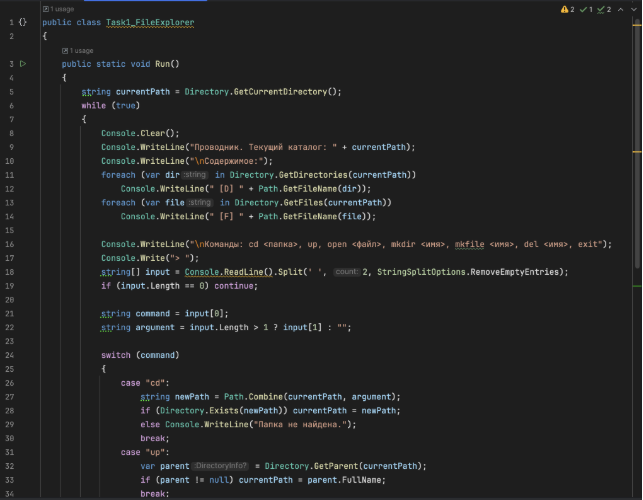 1 usage
2 1 2
1 {} public class Task1_FileExplorer
2 {
1 usage
3 public static void Run()
4 {
5 string currentPath = Directory.GetCurrentDirectory();
6 while (true)
7 {
8 Console.Clear();
9 Console.WriteLine("Проводник. Текущий каталог: " + currentPath);
10 Console.WriteLine("\nСодержимое:");
11 foreach (var dir :string in Directory.GetDirectories(currentPath))
12 Console.WriteLine(" [D] " + Path.GetFileName(dir));
13 foreach (var file :string in Directory.GetFiles(currentPath))
14 Console.WriteLine(" [F] " + Path.GetFileName(file));
15
16 Console.WriteLine("\nКоманды: cd <папка>, up, open <файл>, mkdir <имя>, mkfile <имя>, del <имя>, exit");
17 Console.Write("> ");
18 string[] input = Console.ReadLine().Split(' ', count: 2, StringSplitOptions.RemoveEmptyEntries);
19 if (input.Length == 0) continue;
20
21 string command = input[0];
22 string argument = input.Length > 1 ? input[1] : "";
23
24 switch (command)
25 {
26 case "cd":
27 string newPath = Path.Combine(currentPath, argument);
28 if (Directory.Exists(newPath)) currentPath = newPath;
29 else Console.WriteLine("Папка не найдена.");
30 break;
31 case "up":
32 var parent :DirectoryInfo? = Directory.GetParent(currentPath);
33 if (parent != null) currentPath = parent.FullName;
34 break;